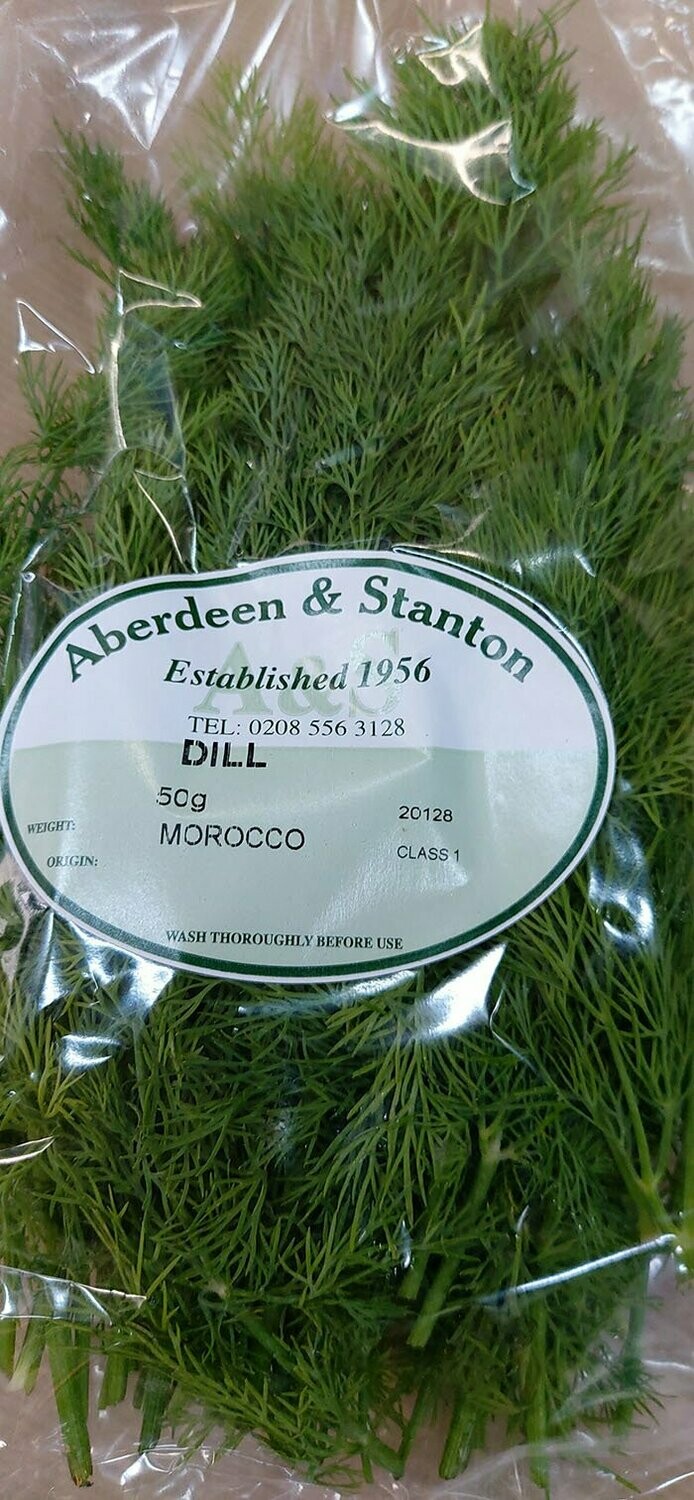 Aberdeen & Stanton
A&S
Established 1956
TEL: 0208 556 3128
DILL
50g
20128
WEIGHT:
MOROCCO
CLASS 1
ORIGIN:
WASH THOROUGHLY BEFORE USE